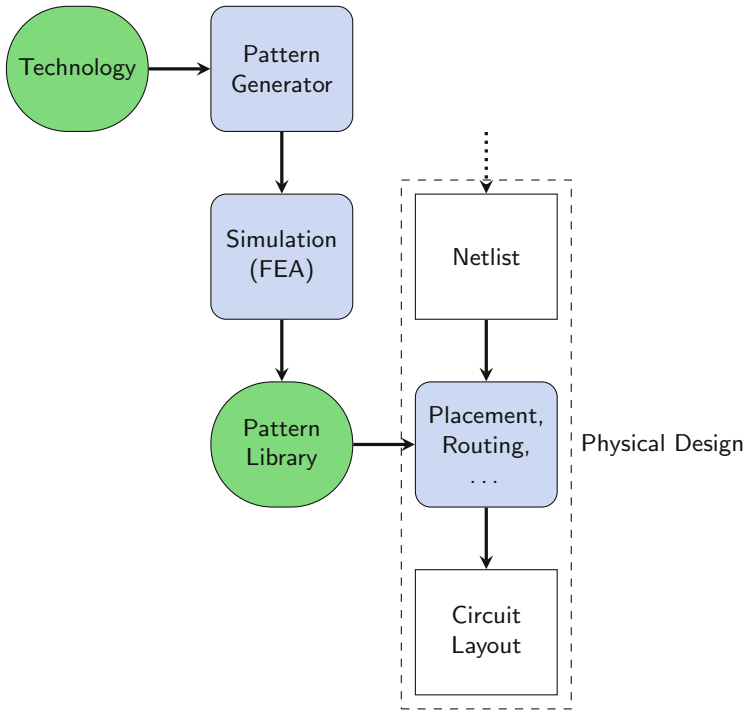 Technology
Pattern
Generator
Simulation
(FEA)
Netlist
Pattern
Library
Placement,
Routing,
...
Physical Design
Circuit
Layout